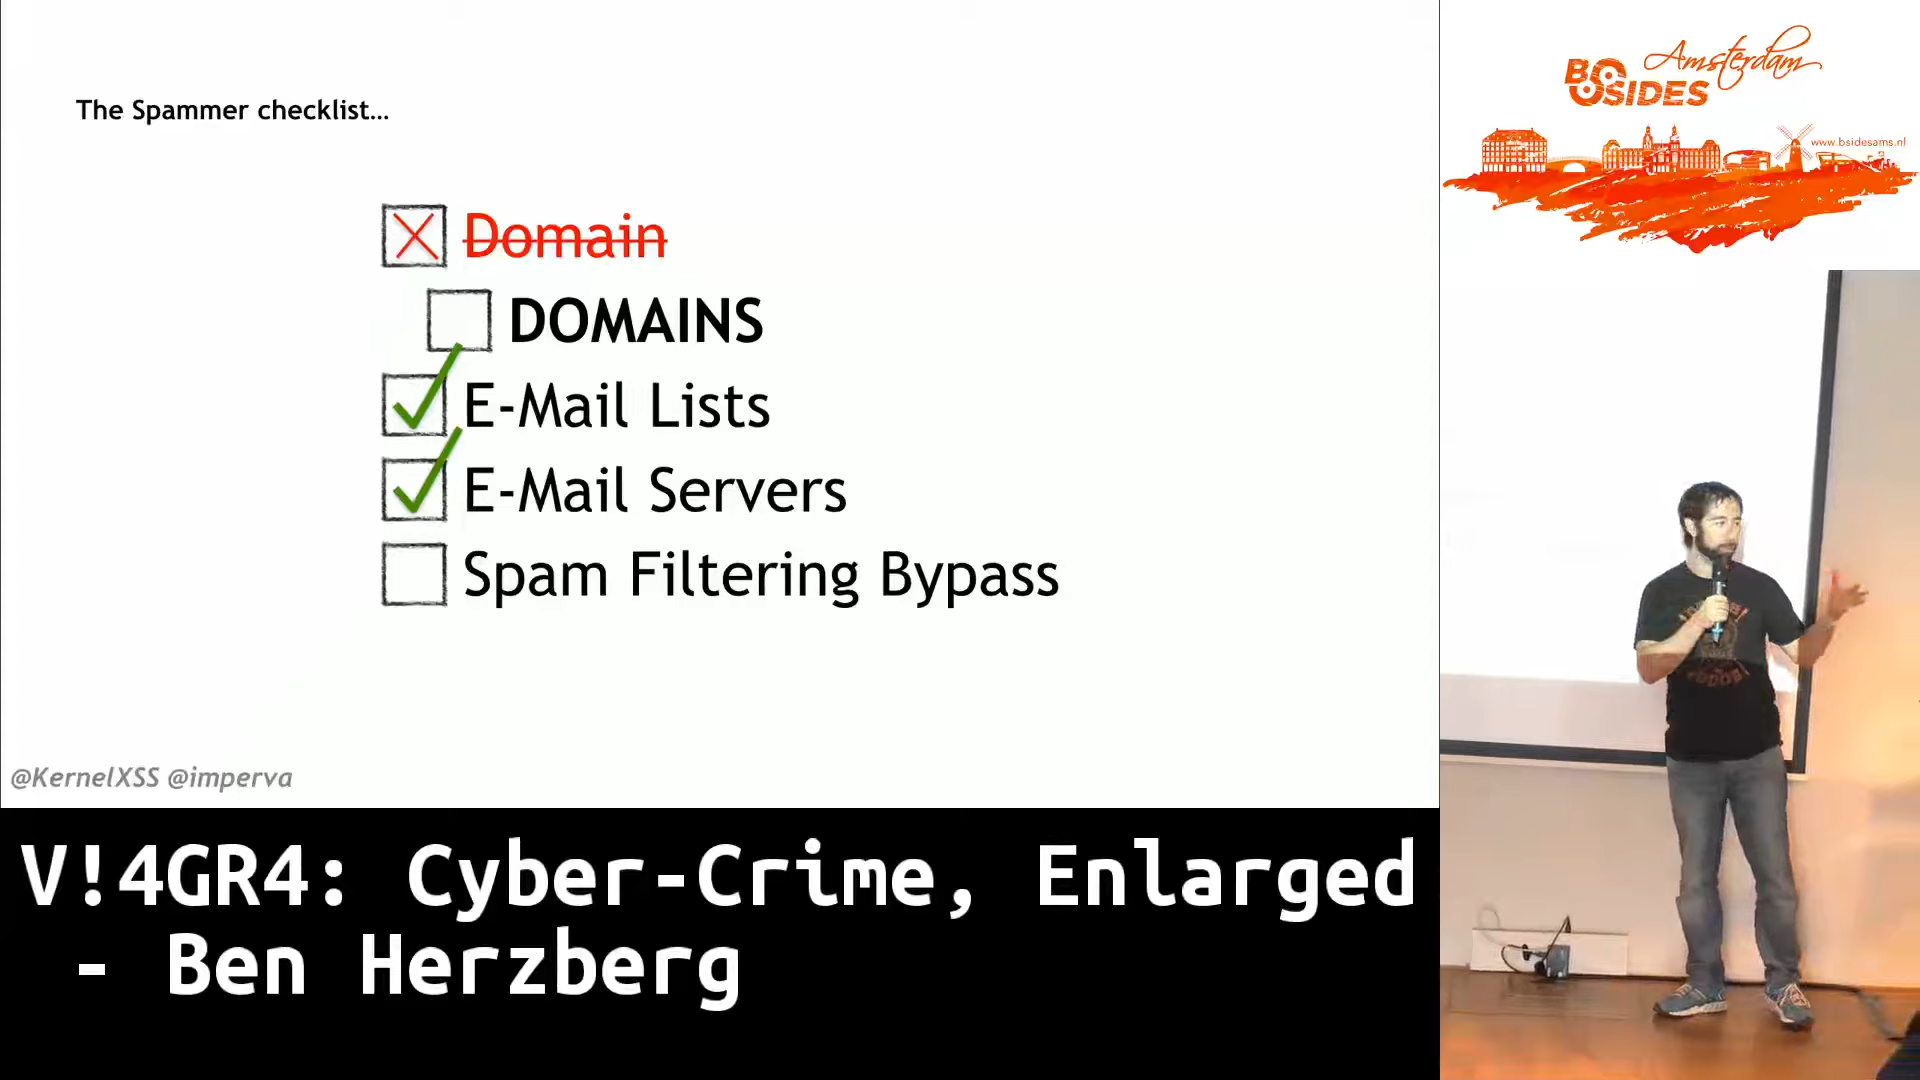 The Spammer checklist...
Domain
DOMAINS
E-Mail Lists
E-Mail Servers
Spam Filtering Bypass
@KernelXSS @imperva
V!4GR4: Cyber-Crime, Enlarged
- Ben Herzberg
Amsterdam
BSIDES
www.bsidesams.nl